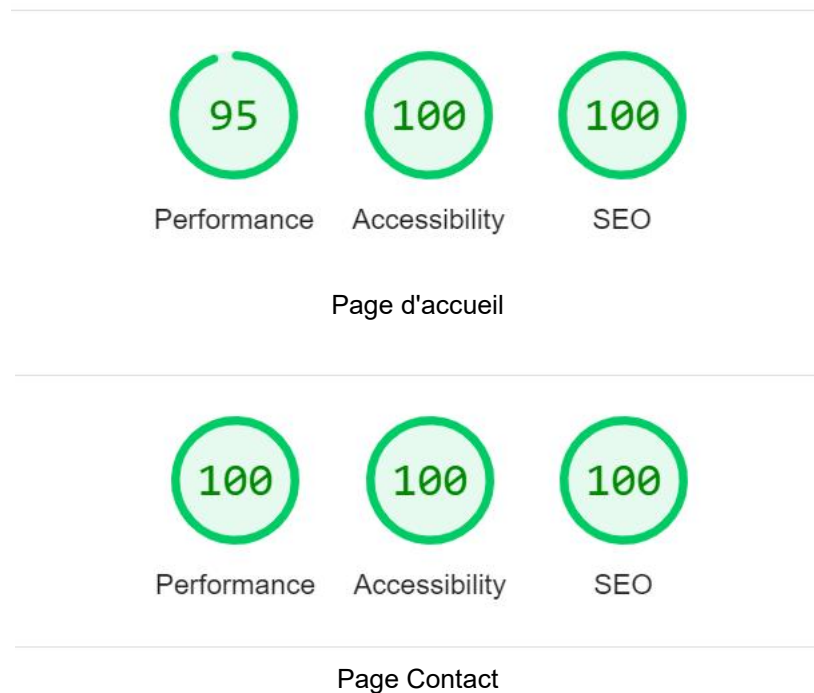 95 100 100
Performance Accessibility SEO
Page d'accueil
100 100 100
Performance Accessibility SEO
Page Contact